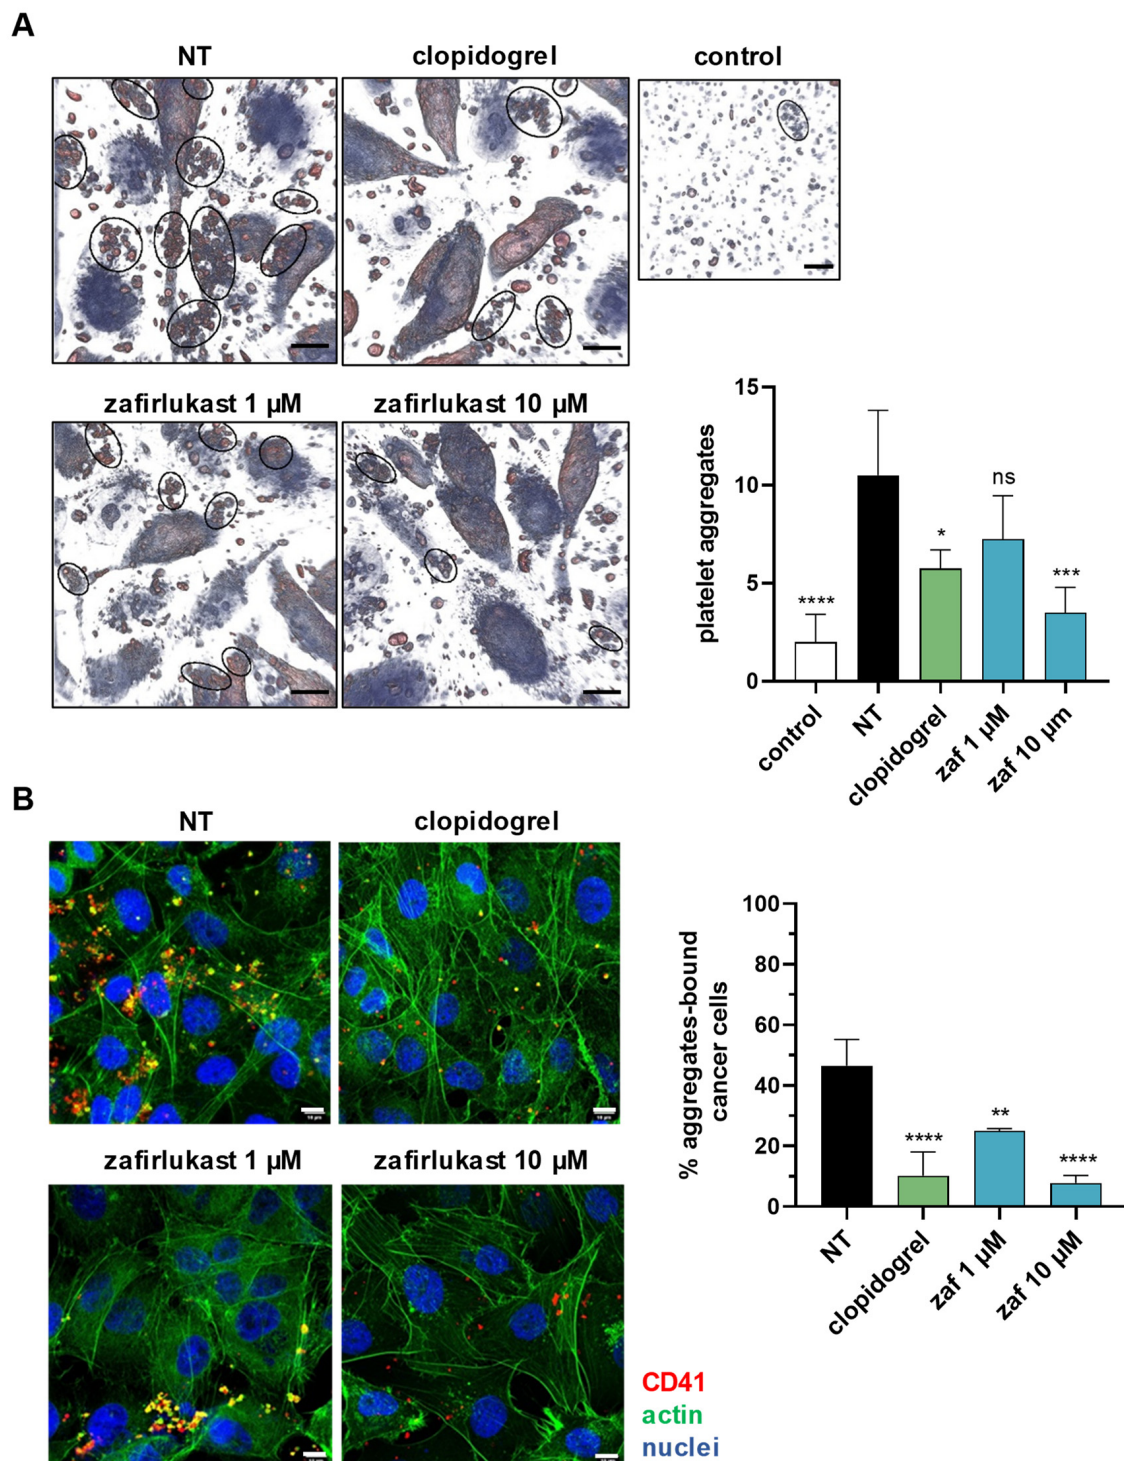 A
NT
clopidogrel
control
zafirlukast 1 µM
zafirlukast 10 µM
platelet aggregates
15
10
5
0
****
*
ns
***
control
NT
clopidogrel
zaf 1 µM
zaf 10 µm
B
NT
clopidogrel
zafirlukast 1 µM
zafirlukast 10 µM
% aggregates-bound
cancer cells
100
80
60
40
20
0
****
**
****
NT
clopidogrel
zaf 1 µM
zaf 10 µM
CD41
actin
nuclei